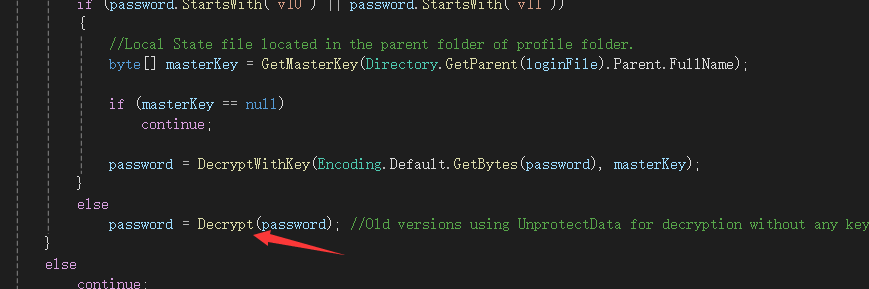 if (password.StartsWith("v10") || password.StartsWith("v11"))
{
//Local State file located in the parent folder of profile folder.
byte[] masterKey = GetMasterKey(Directory.GetParent(loginFile).Parent.FullName);
if (masterKey == null)
continue;
password = DecryptWithKey(Encoding.Default.GetBytes(password), masterKey);
}
else
password = Decrypt(password); //Old versions using UnprotectData for decryption without any key
}
else
continue;